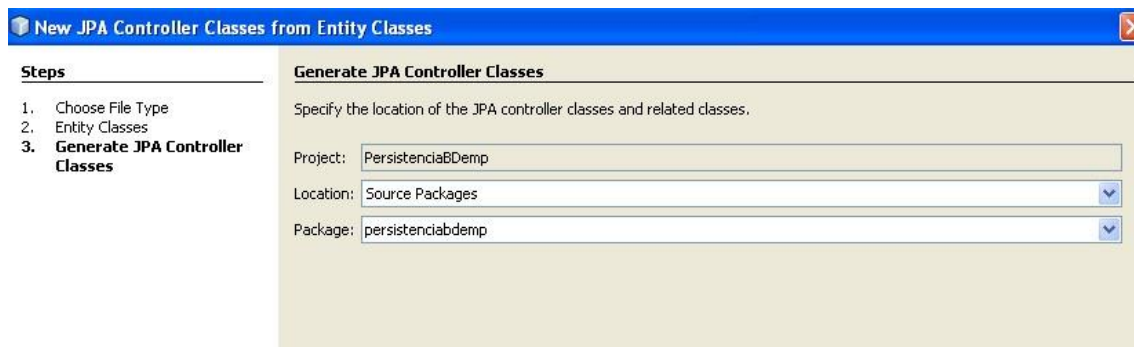 New JPA Controller Classes from Entity Classes
Steps
1. Choose File Type
2. Entity Classes
3. Generate JPA Controller
Classes
Generate JPA Controller Classes
Specify the location of the JPA controller classes and related classes.
Project: PersistenciaBDemp
Location: Source Packages
Package: persistenciabdemp